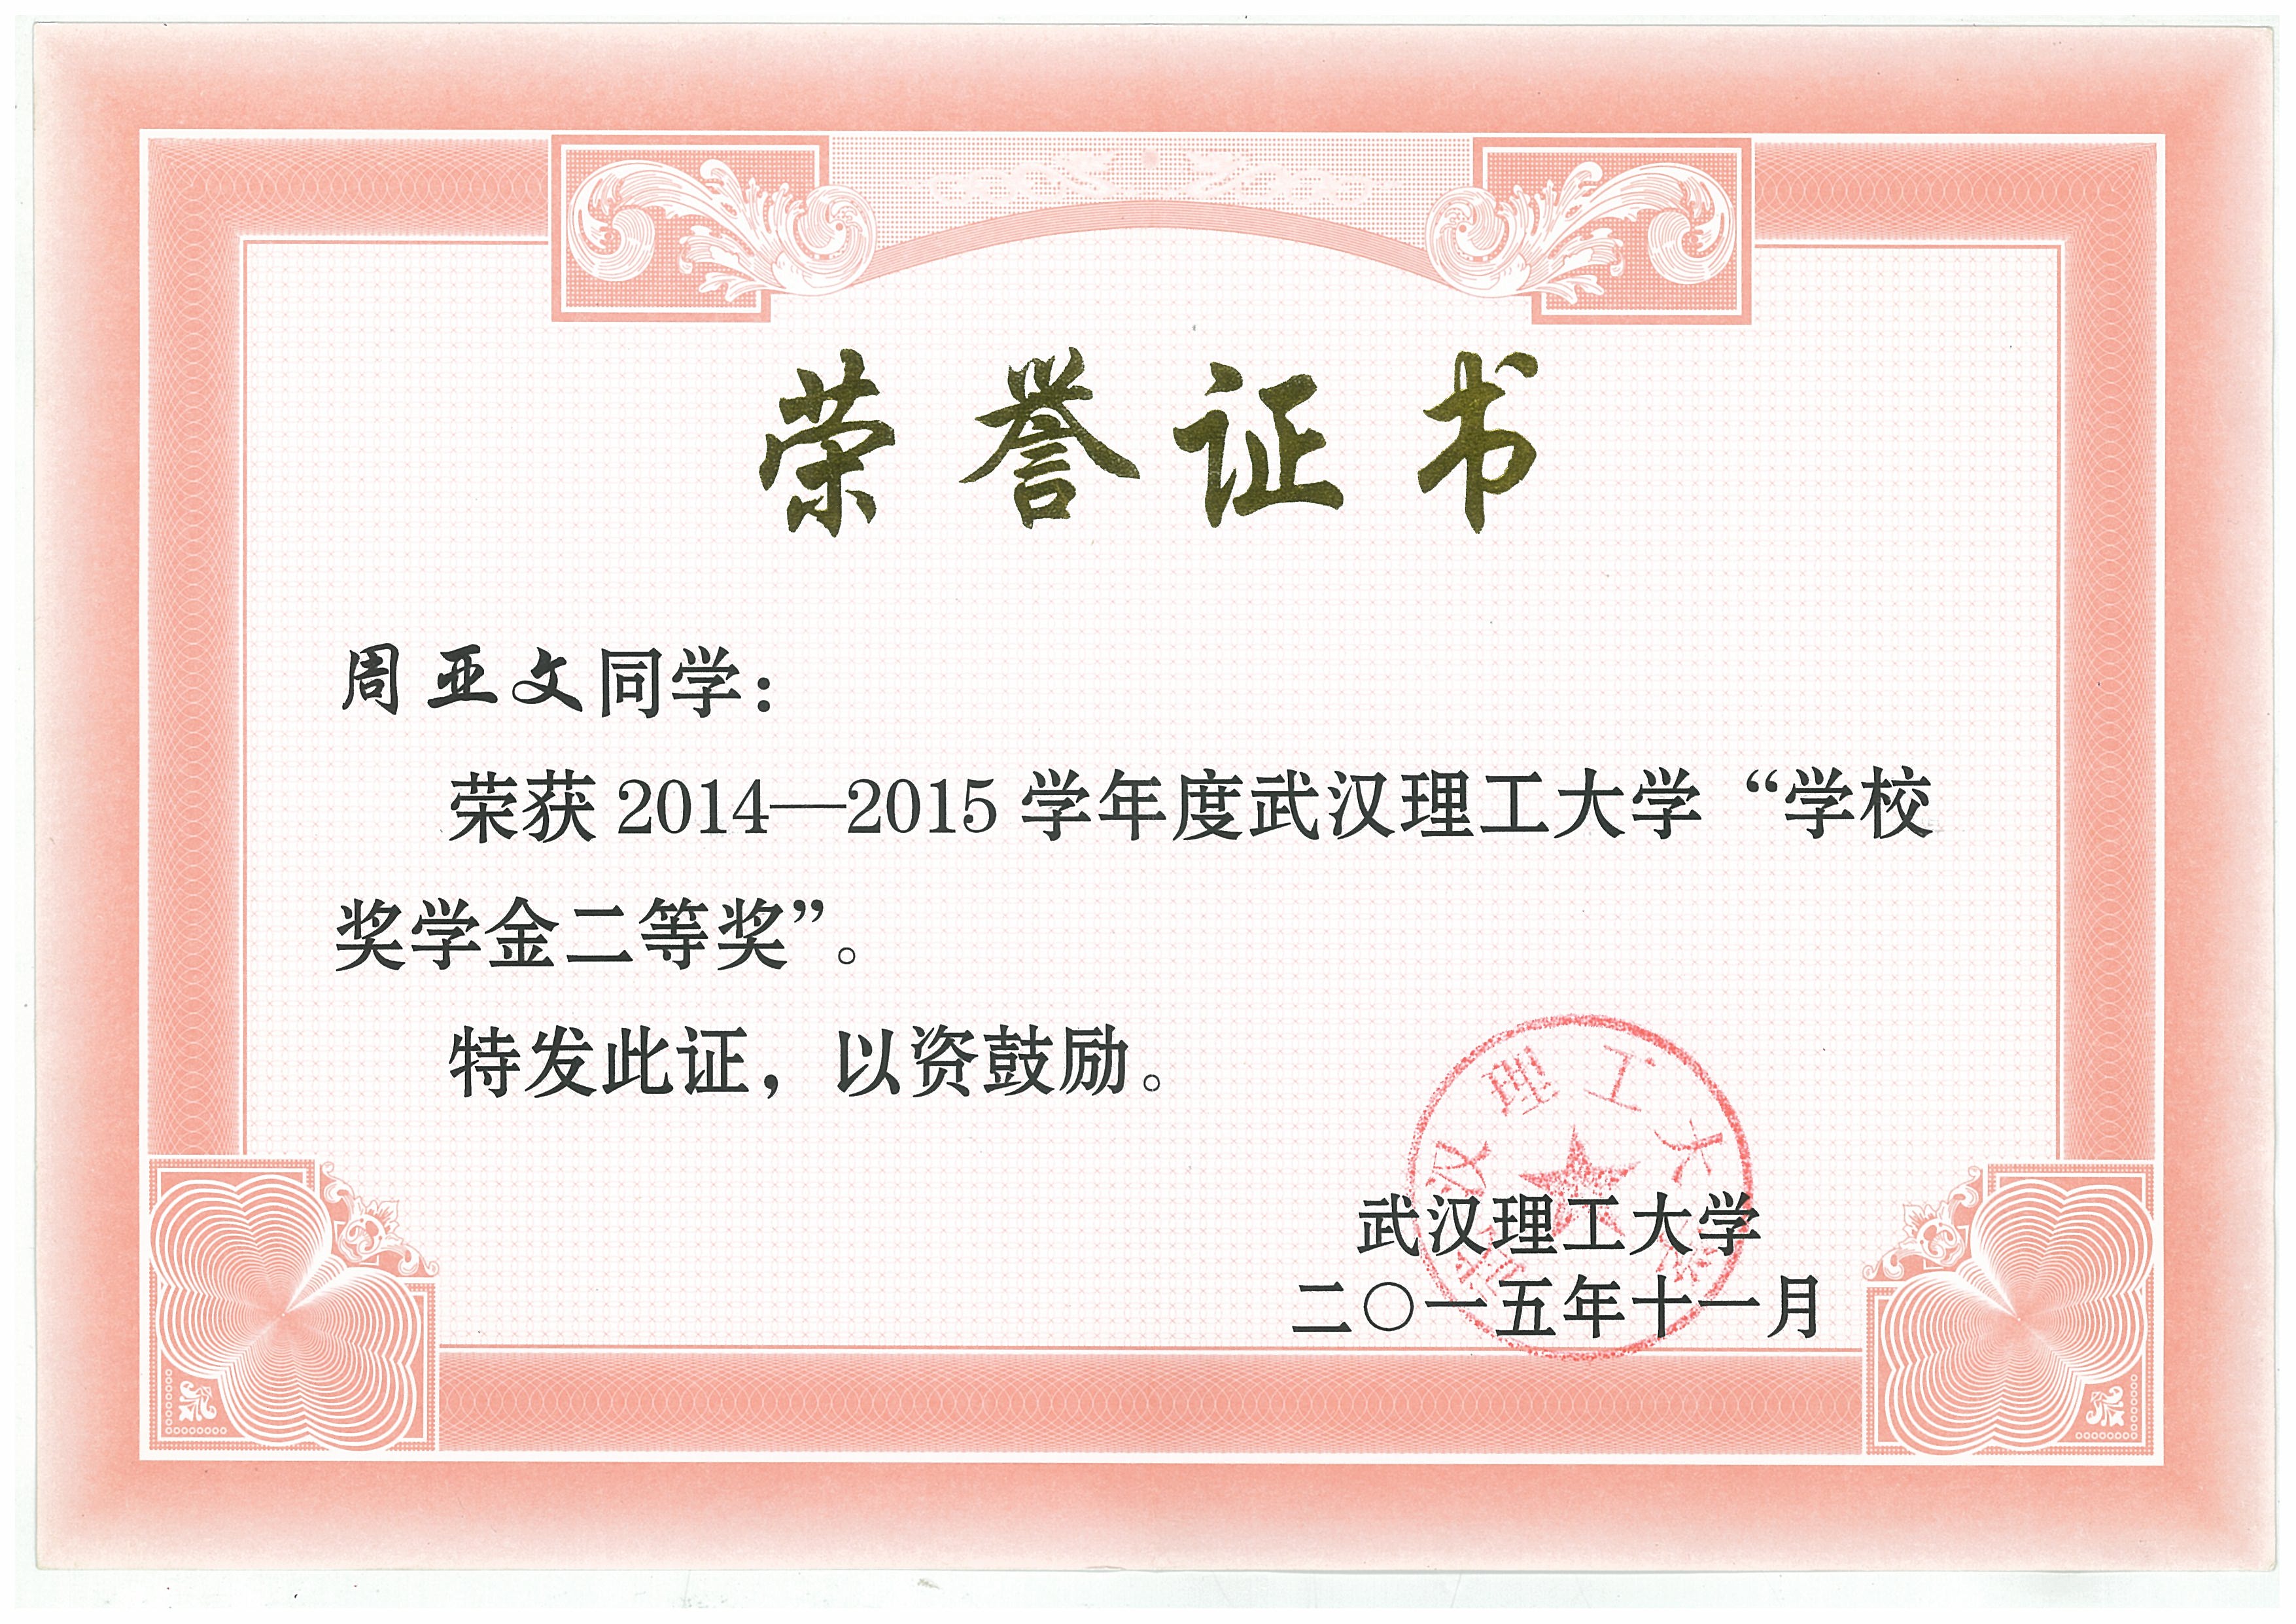 荣誉证书
周亚文同学：
荣获 2014—2015 学年度武汉理工大学“学校
奖学金二等奖”。
特发此证，以资鼓励。
武汉理工大学
武汉理工大学
二〇一五年十一月